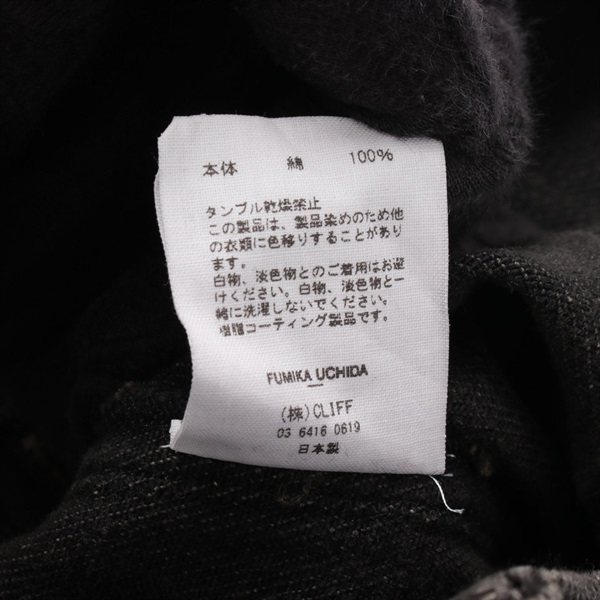 本体 綿 100%
タンブル乾燥禁止
この製品は、製品染めのため他
の衣類に色移りすることがあり
ます。
白物、淡色物とのご着用はお避
けください。白物、淡色物と一
緒に洗濯しないでください。
樹脂コーティング製品です。
FUMIKA UCHIDA
(株)CLIFF
03 6416 0619
日本製